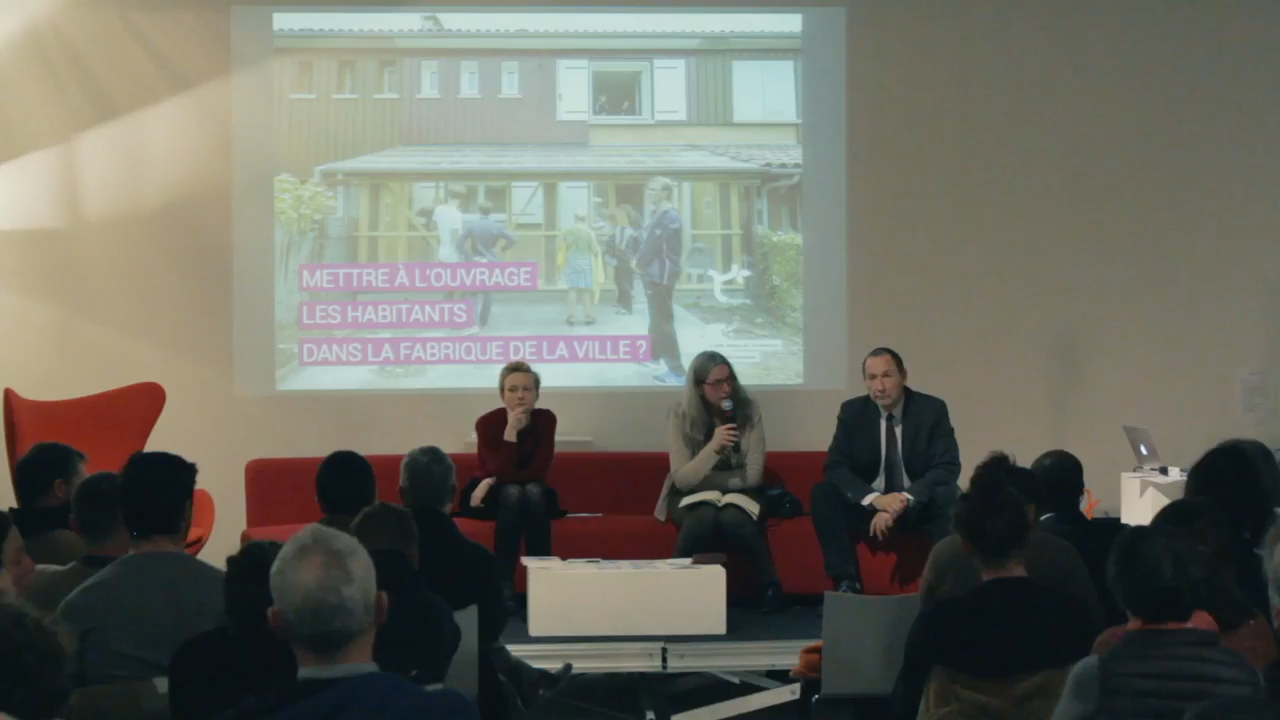 METTRE À L'OUVRAGE
LES HABITANTS
DANS LA FABRIQUE DE LA VILLE ?